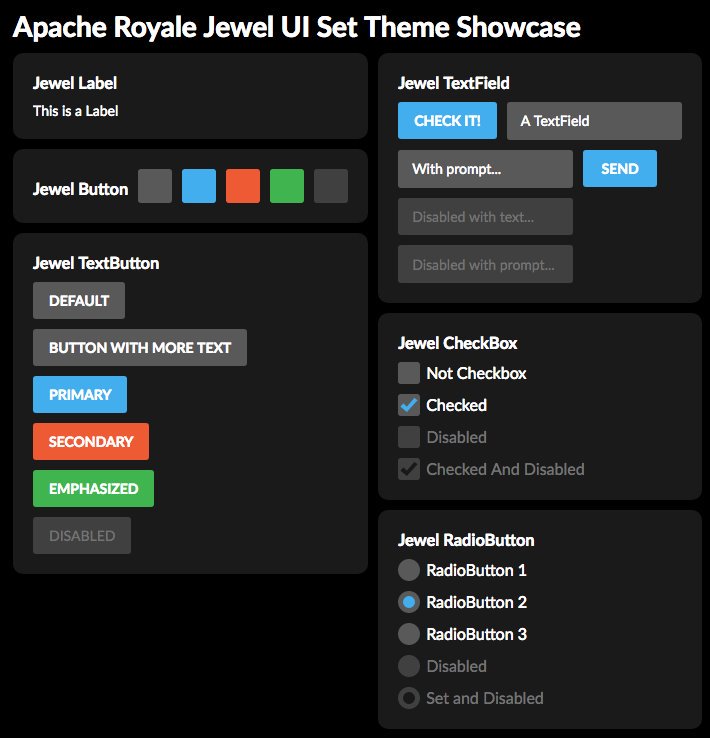 Apache Royale Jewel UI Set Theme Showcase
Jewel Label
This is a Label
Jewel Button
Jewel TextButton
DEFAULT
BUTTON WITH MORE TEXT
PRIMARY
SECONDARY
EMPHASIZED
DISABLED
Jewel TextField
CHECK IT! A TextField
With prompt... SEND
Disabled with text...
Disabled with prompt...
Jewel CheckBox
Not Checkbox
Checked
Disabled
Checked And Disabled
Jewel RadioButton
RadioButton 1
RadioButton 2
RadioButton 3
Disabled
Set and Disabled